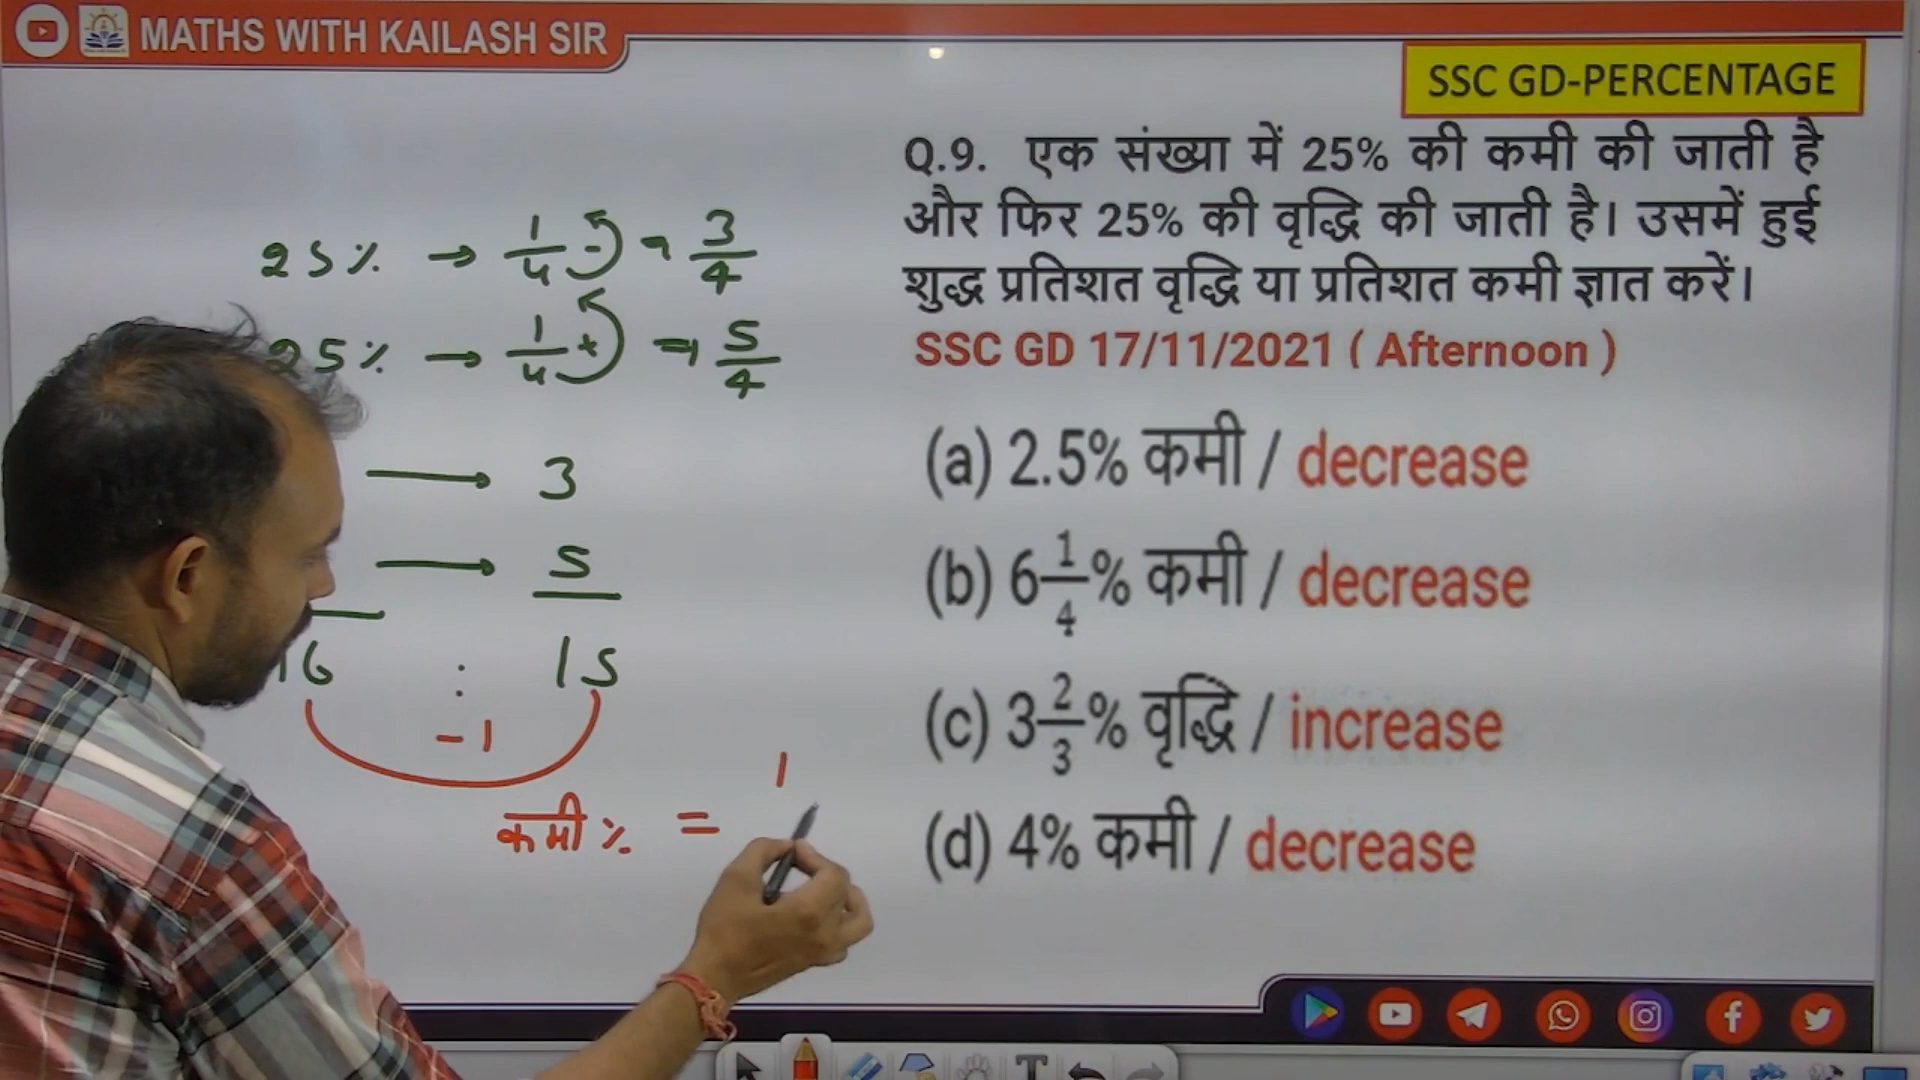 MATHS WITH KAILASH SIR
SSC GD-PERCENTAGE
Q.9. एक संख्या में 25% की कमी की जाती है
और फिर 25% की वृद्धि की जाती है। उसमें हुई
शुद्ध प्रतिशत वृद्धि या प्रतिशत कमी ज्ञात करें।
SSC GD 17/11/2021 ( Afternoon )
(a) 2.5% कमी / decrease
(b) 6 1/4 % कमी / decrease
(c) 3 2/3 % वृद्धि / increase
(d) 4% कमी / decrease
25% → 1/4 - = 3/4
25% → 1/4 + ⇒ 5/4
→ 3
→ 5
16 : 15
-1
कमी % = 1